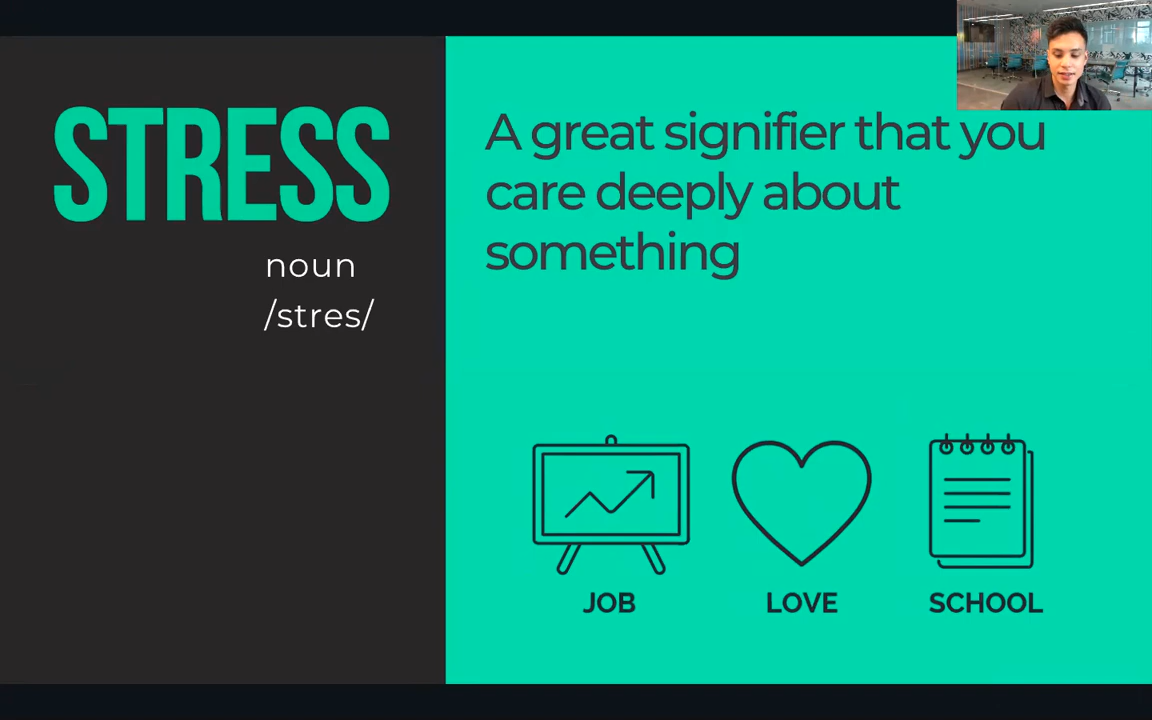 STRESS
noun
/stres/
A great signifier that you
care deeply about
something
JOB
LOVE
SCHOOL